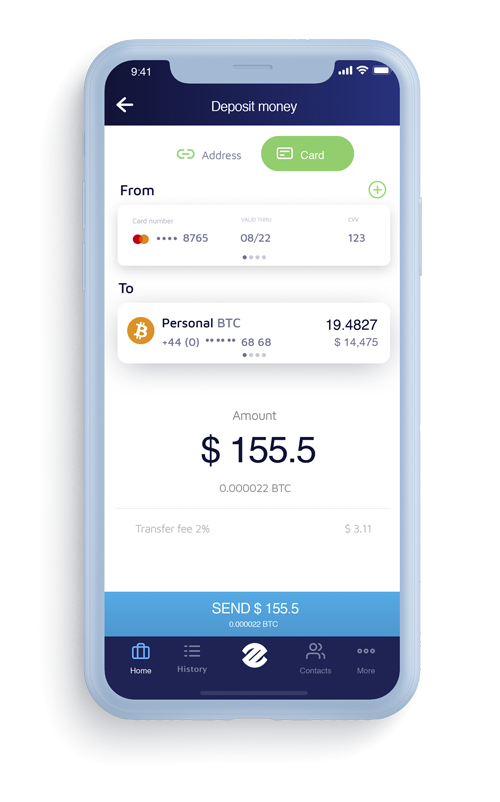 9:41
Deposit money
Address Card
From
Card number VALID THRU CVV
•••• 8765 08/22 123
To
Personal BTC 19.4827
+44 (0) •• •• •• 68 68 $ 14,475
Amount
$ 155.5
0.000022 BTC
Transfer fee 2% $ 3.11
SEND $ 155.5
0.000022 BTC
Home History Contacts More